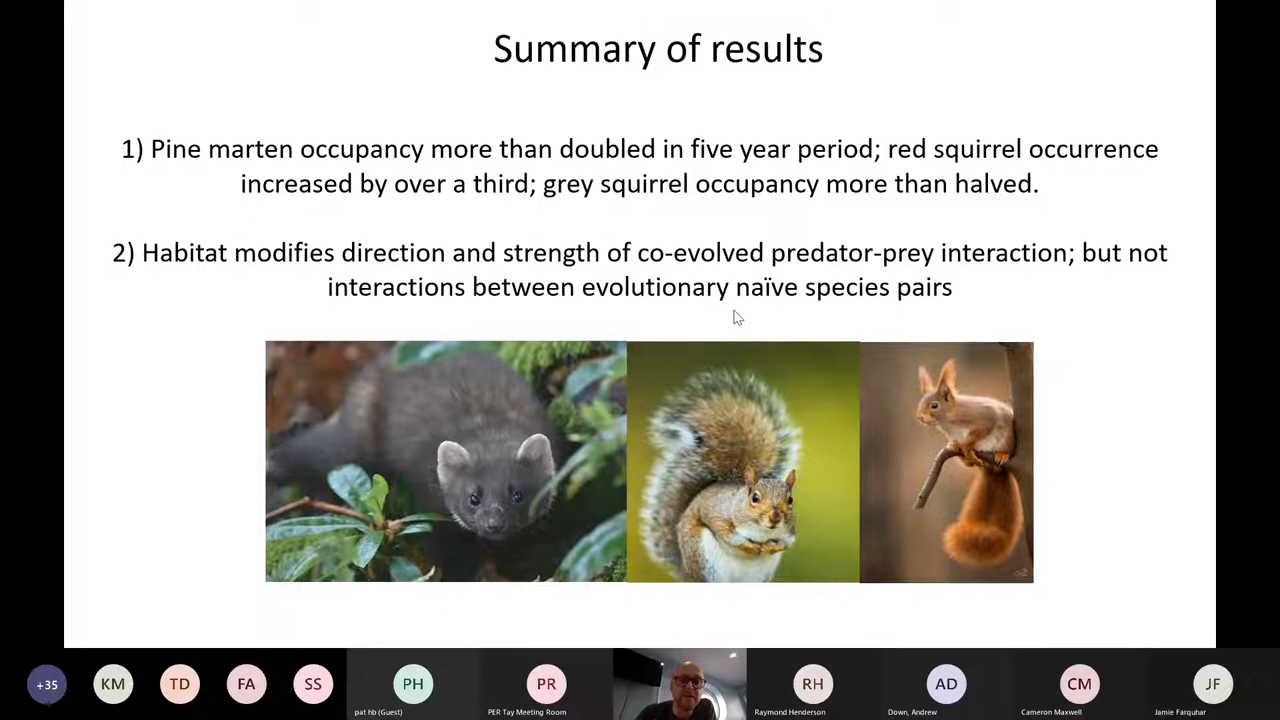 Summary of results
1) Pine marten occupancy more than doubled in five year period; red squirrel occurrence
increased by over a third; grey squirrel occupancy more than halved.
2) Habitat modifies direction and strength of co-evolved predator-prey interaction; but not
interactions between evolutionary naïve species pairs
+35
KM
TD
FA
SS
PH
pat hb (Guest)
PR
PER Tay Meeting Room
RH
Raymond Henderson
AD
Down, Andrew
CM
Cameron Maxwell
JF
Jamie Farquhar